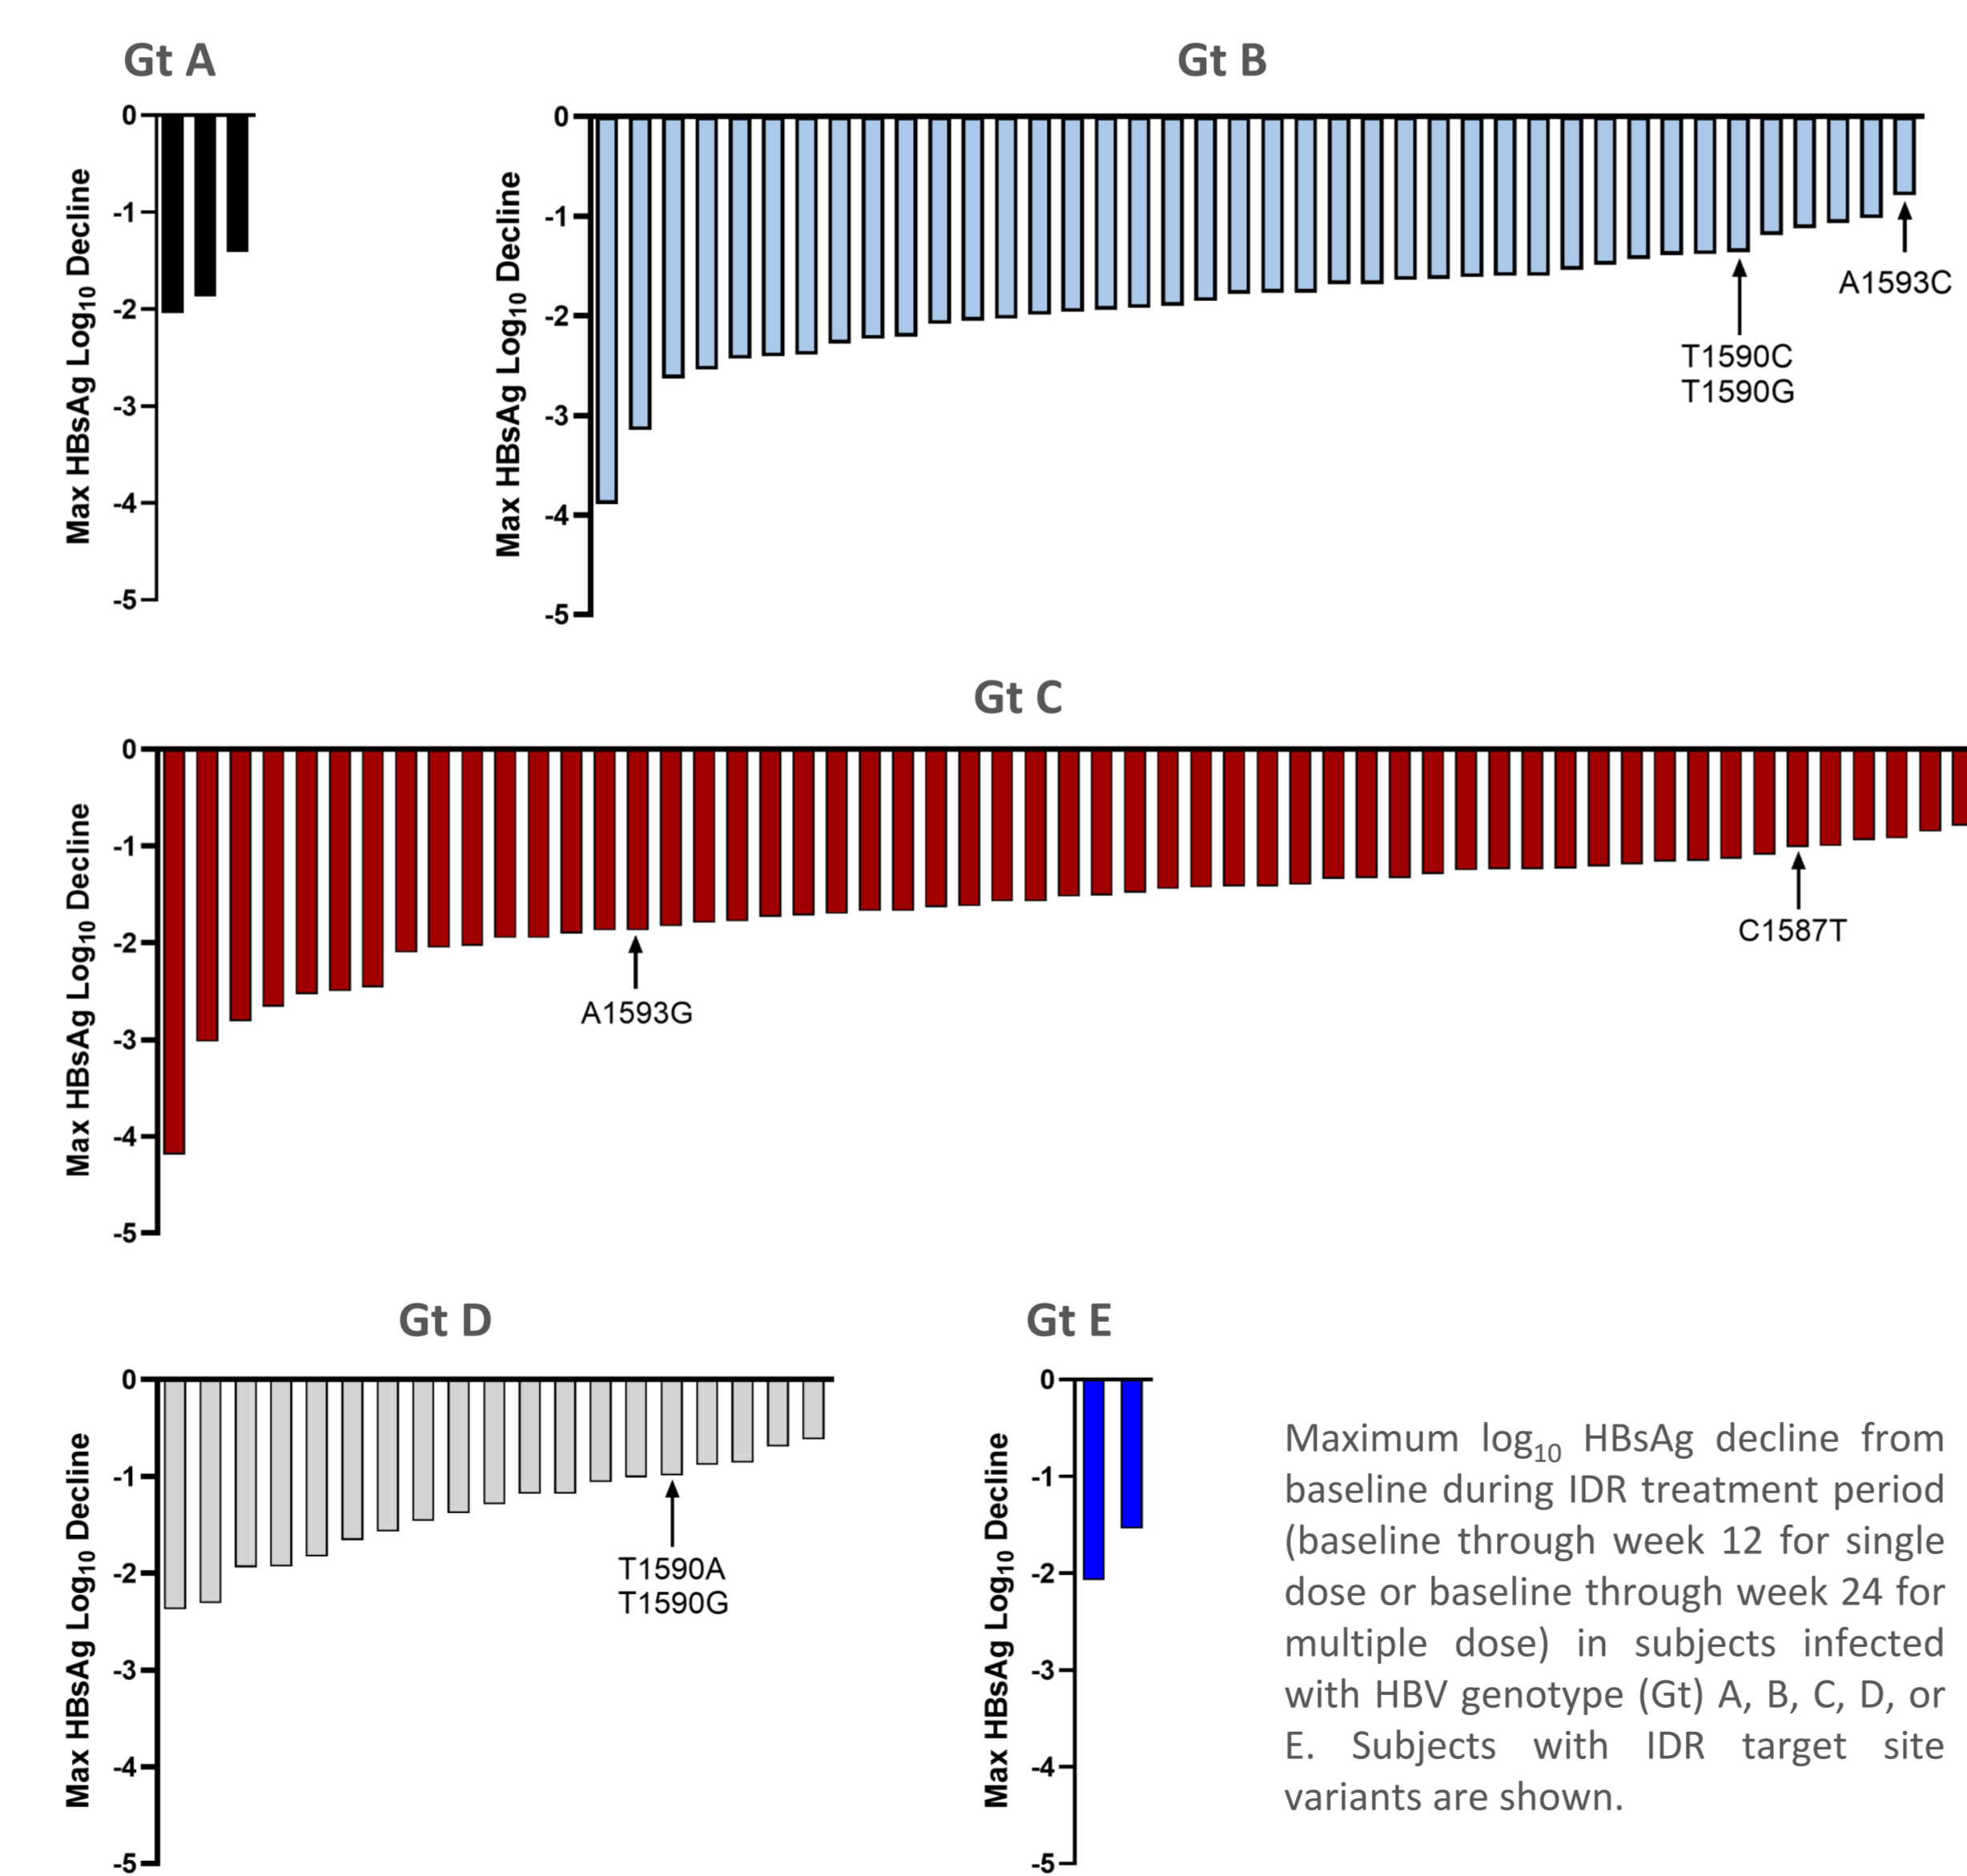 Gt A
0
-1
-2
-3
-4
-5
Max HBsAg Log10 Decline
Gt B
0
-1
-2
-3
-4
-5
Max HBsAg Log10 Decline
A1593C
T1590C
T1590G
Gt C
0
-1
-2
-3
-4
-5
Max HBsAg Log10 Decline
A1593G
C1587T
Gt D
0
-1
-2
-3
-4
-5
Max HBsAg Log10 Decline
T1590A
T1590G
Gt E
0
-1
-2
-3
-4
-5
Max HBsAg Log10 Decline
Maximum log10 HBsAg decline from
baseline during IDR treatment period
(baseline through week 12 for single
dose or baseline through week 24 for
multiple dose) in subjects infected
with HBV genotype (Gt) A, B, C, D, or
E. Subjects with IDR target site
variants are shown.